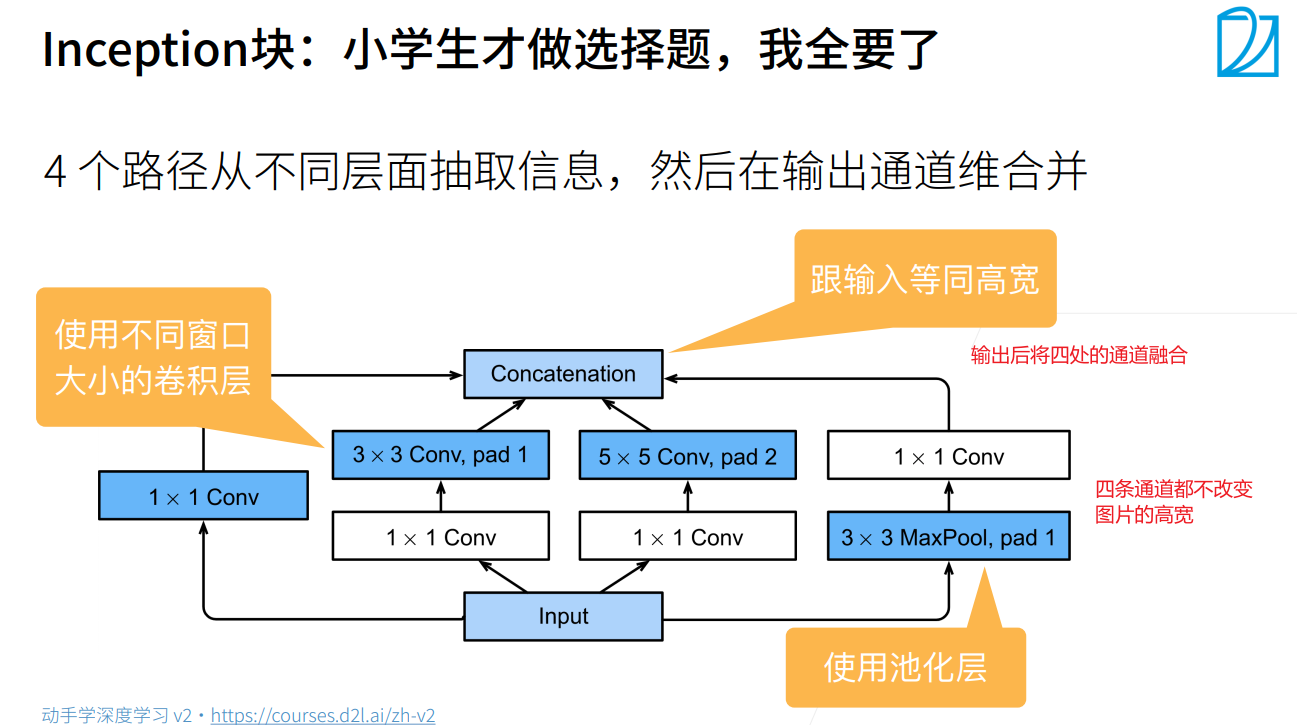 Inception块：小学生才做选择题，我全要了
4 个路径从不同层面抽取信息，然后在输出通道维合并
跟输入等同高宽
使用不同窗口
大小的卷积层
输出后将四处的通道融合
Concatenation
3 × 3 Conv, pad 1
5 × 5 Conv, pad 2
1 × 1 Conv
1 × 1 Conv
四条通道都不改变
图片的高宽
1 × 1 Conv
1 × 1 Conv
3 × 3 MaxPool, pad 1
Input
使用池化层
动手学深度学习 v2 • https://courses.d2l.ai/zh-v2